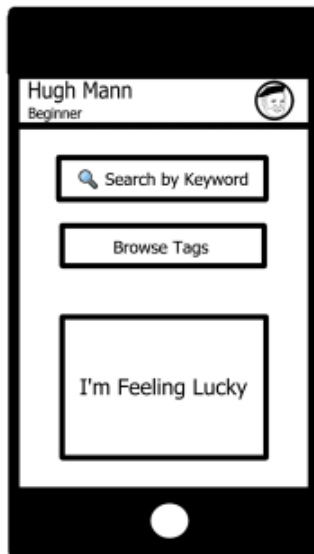 Hugh Mann
Beginner
Search by Keyword
Browse Tags
I'm Feeling Lucky